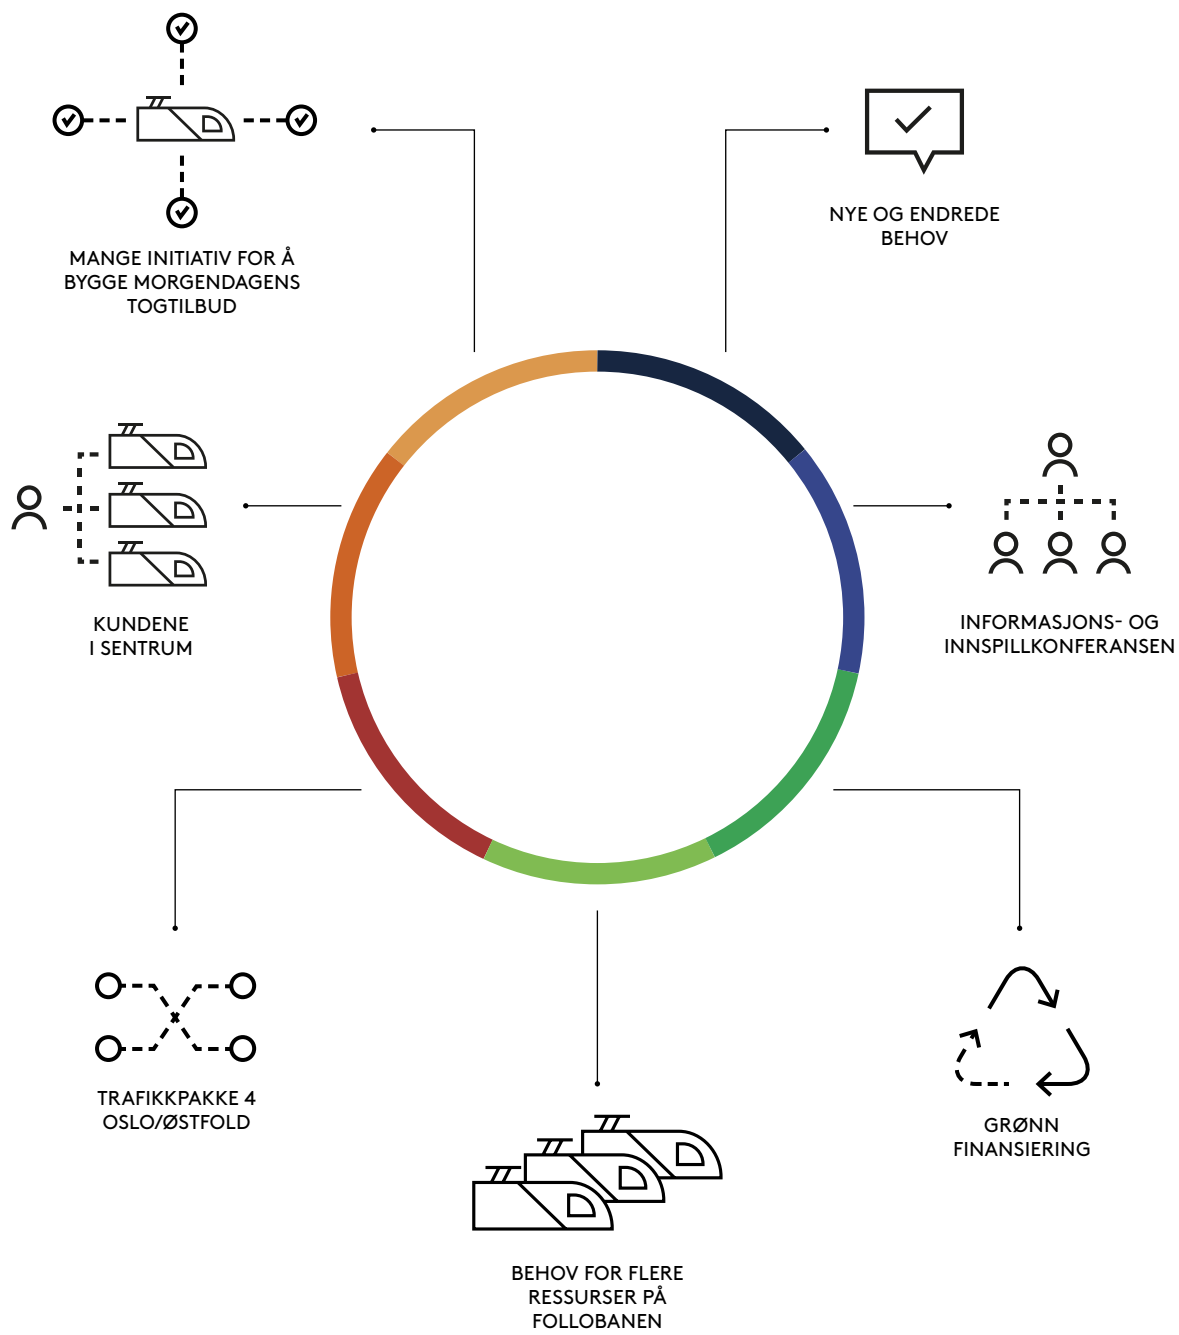 MANGE INITIATIV FOR Å
BYGGE MORGENDAGENS
TOGTILBUD
NYE OG ENDREDE
BEHOV
KUNDENE
I SENTRUM
INFORMASJONS- OG
INNSPILLKONFERANSEN
TRAFIKKPAKKE 4
OSLO/ØSTFOLD
GRØNN
FINANSIERING
BEHOV FOR FLERE
RESSURSER PÅ
FOLLOBANEN